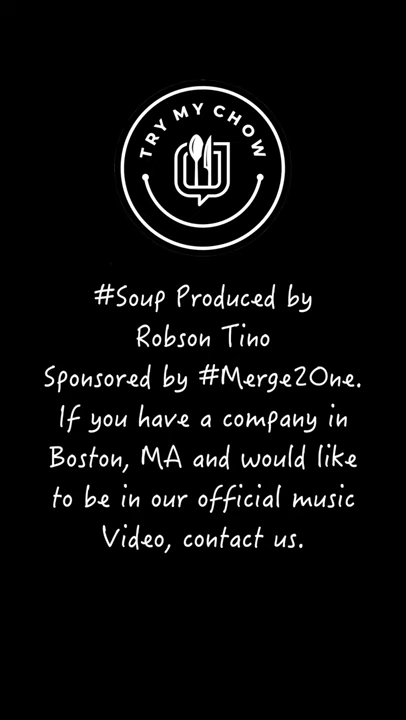 TRY MY CHOW
#Soup Produced by
Robson Tino
Sponsored by #Merge2One.
If you have a company in
Boston, MA and would like
to be in our official music
Video, contact us.